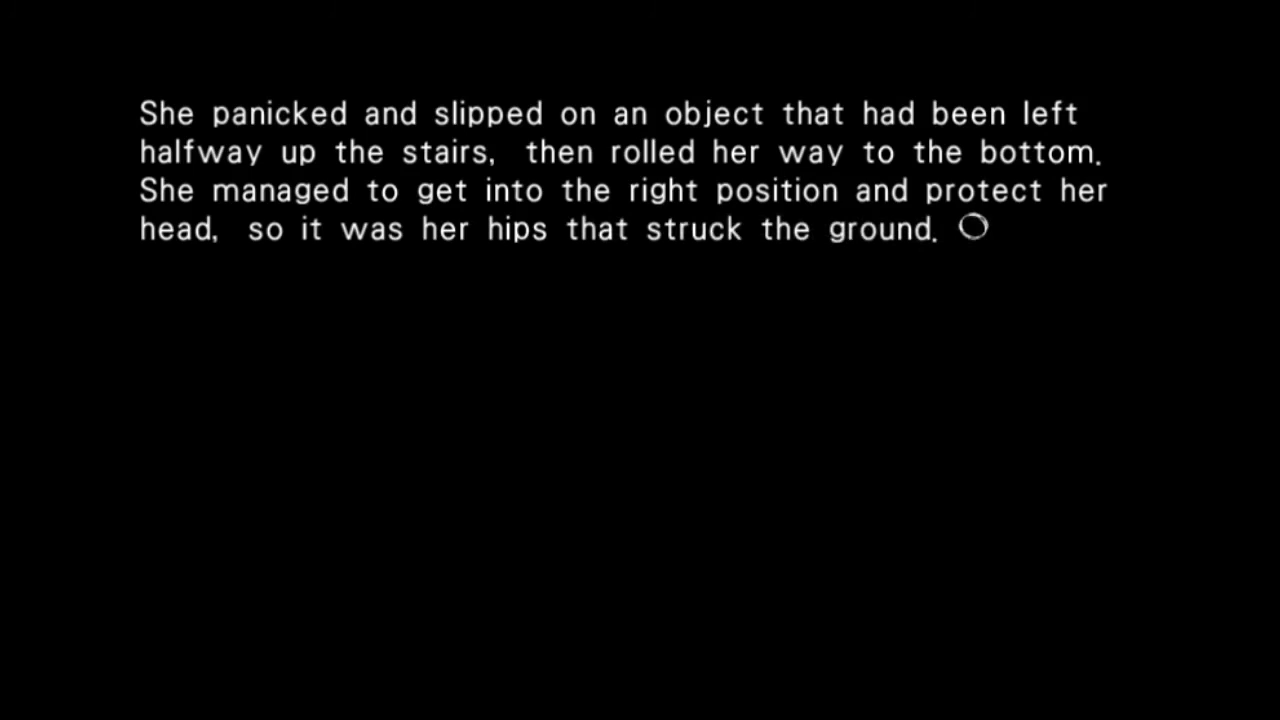 She panicked and slipped on an object that had been left
halfway up the stairs, then rolled her way to the bottom.
She managed to get into the right position and protect her
head, so it was her hips that struck the ground.